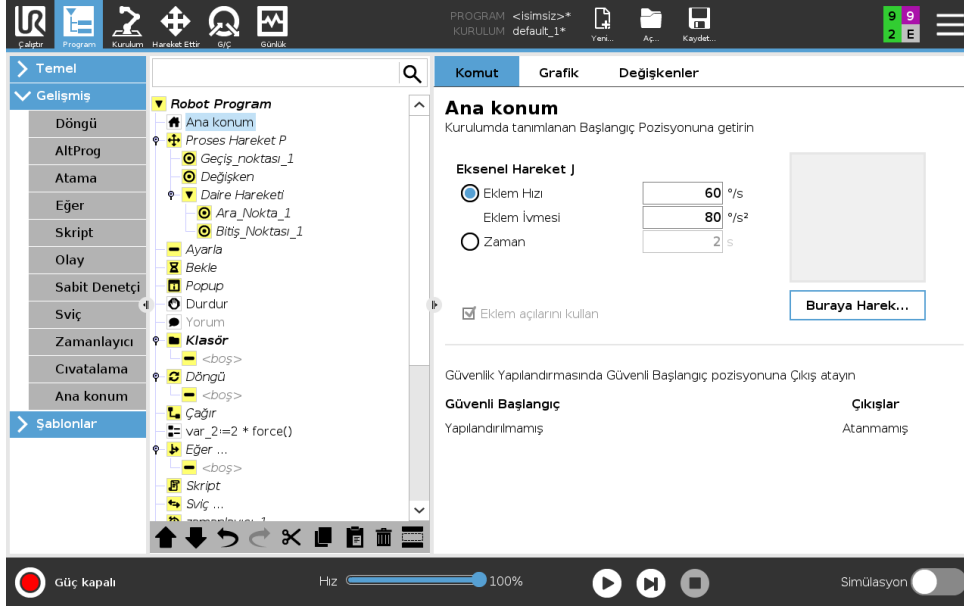 UR
PROGRAM <isimsiz>*
KURULUM default_1*
9 9
2 E
Çalıştır Program Kurulum Hareket Ettir G/Ç Günlük Yeni... Aç... Kaydet...
Temel
Gelişmiş
Döngü
AltProg
Atama
Eğer
Skript
Olay
Sabit Denetçi
Sviç
Zamanlayıcı
Cıvatalama
Ana konum
Şablonlar
Robot Program
Ana konum
Proses Hareket P
Geçiş_noktası_1
Değişken
Daire Hareketi
Ara_Nokta_1
Bitiş_Noktası_1
Ayarla
Bekle
Popup
Durdur
Yorum
Klasör
<boş>
Döngü
<boş>
Çağır
var_2:=2 * force()
Eğer ...
<boş>
Skript
Sviç ...
zamanlayıcı_1
Komut Grafik Değişkenler
Ana konum
Kurulumda tanımlanan Başlangıç Pozisyonuna getirin
Eksenel Hareket J
Eklem Hızı 60 °/s
Eklem İvmesi 80 °/s²
Zaman 2 s
Buraya Harek...
Eklem açılarını kullan
Güvenlik Yapılandırmasında Güvenli Başlangıç pozisyonuna Çıkış atayın
Güvenli Başlangıç Çıkışlar
Yapılandırılmamış Atanmamış
Güç kapalı Hız 100% Simülasyon